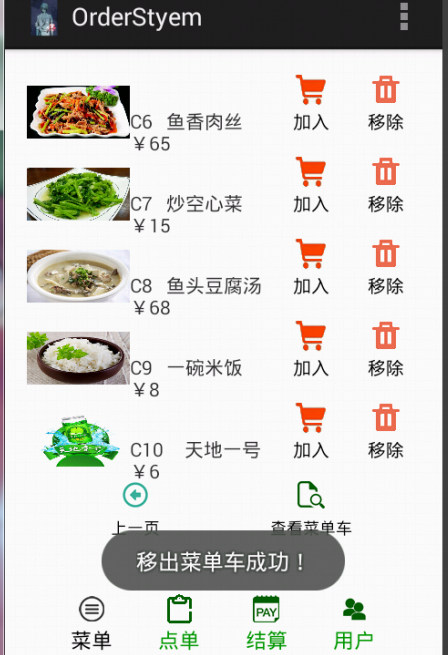 OrderStyem
C6 鱼香肉丝
￥65
加入 移除
C7 炒空心菜
￥15
加入 移除
C8 鱼头豆腐汤
￥68
加入 移除
C9 一碗米饭
￥8
加入 移除
C10 天地一号
￥6
加入 移除
上一页 查看菜单车
移出菜单车成功！
PAY
菜单 点单 结算 用户